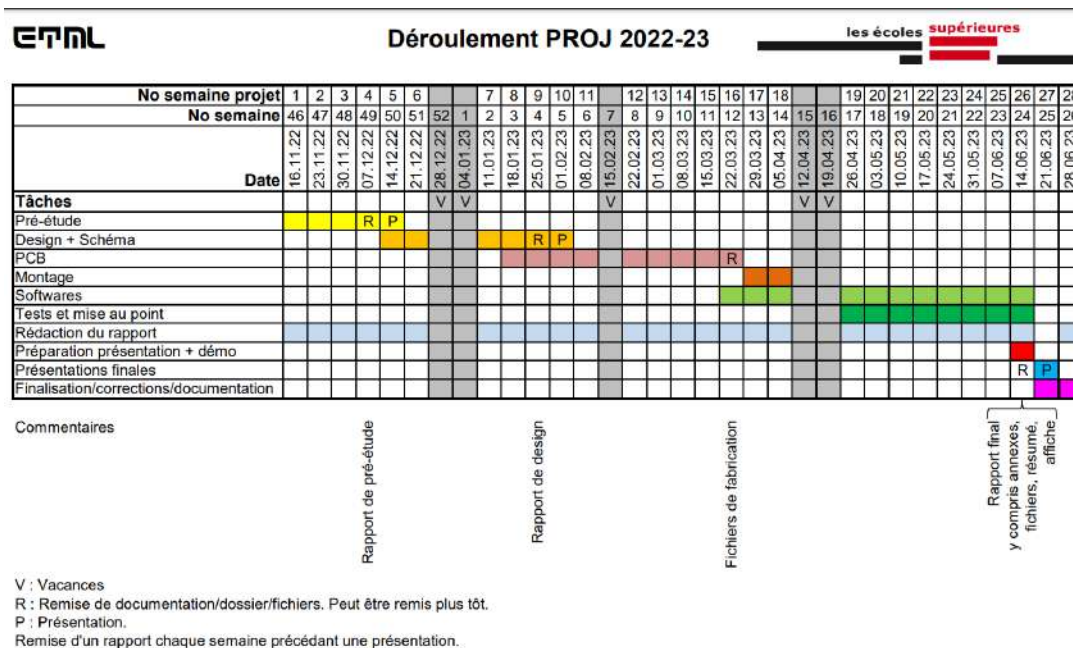 ETML
Déroulement PROJ 2022-23
les écoles supérieures
No semaine projet 1 2 3 4 5 6 7 8 9 10 11 12 13 14 15 16 17 18 19 20 21 22 23 24 25 26 27 28
No semaine 46 47 48 49 50 51 52 1 2 3 4 5 6 7 8 9 10 11 12 13 14 15 16 17 18 19 20 21 22 23 24 25 26
Date 16.11.22 23.11.22 30.11.22 07.12.22 14.12.22 21.12.22 28.12.22 04.01.23 11.01.23 18.01.23 25.01.23 01.02.23 08.02.23 15.02.23 22.02.23 01.03.23 08.03.23 15.03.23 22.03.23 29.03.23 05.04.23 12.04.23 19.04.23 26.04.23 03.05.23 10.05.23 17.05.23 24.05.23 31.05.23 07.06.23 14.06.23 21.06.23 28.06.23
Tâches V V V V V
Pré-étude R P
Design + Schéma R P
PCB R
Montage
Softwares
Tests et mise au point
Rédaction du rapport
Préparation présentation + démo
Présentations finales R P
Finalisation/corrections/documentation
Commentaires
Rapport de pré-étude
Rapport de design
Fichiers de fabrication
Rapport final
y compris annexes,
fichiers, résumé,
affiche
V : Vacances
R : Remise de documentation/dossier/fichiers. Peut être remis plus tôt.
P : Présentation.
Remise d'un rapport chaque semaine précédant une présentation.